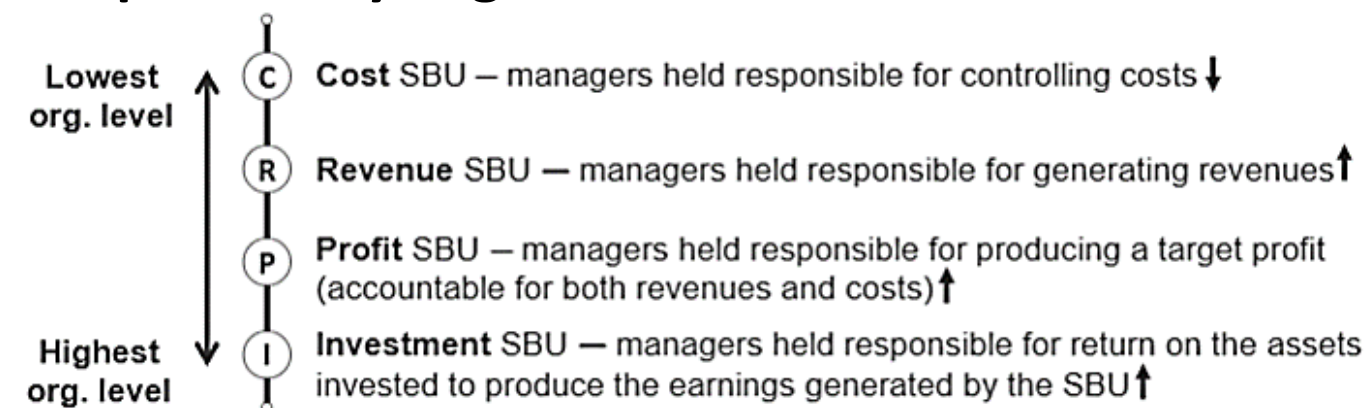 Lowest
org. level
C
Cost SBU – managers held responsible for controlling costs ↓
R
Revenue SBU — managers held responsible for generating revenues ↑
P
Profit SBU – managers held responsible for producing a target profit
(accountable for both revenues and costs) ↑
Highest
org. level
I
Investment SBU — managers held responsible for return on the assets
invested to produce the earnings generated by the SBU ↑